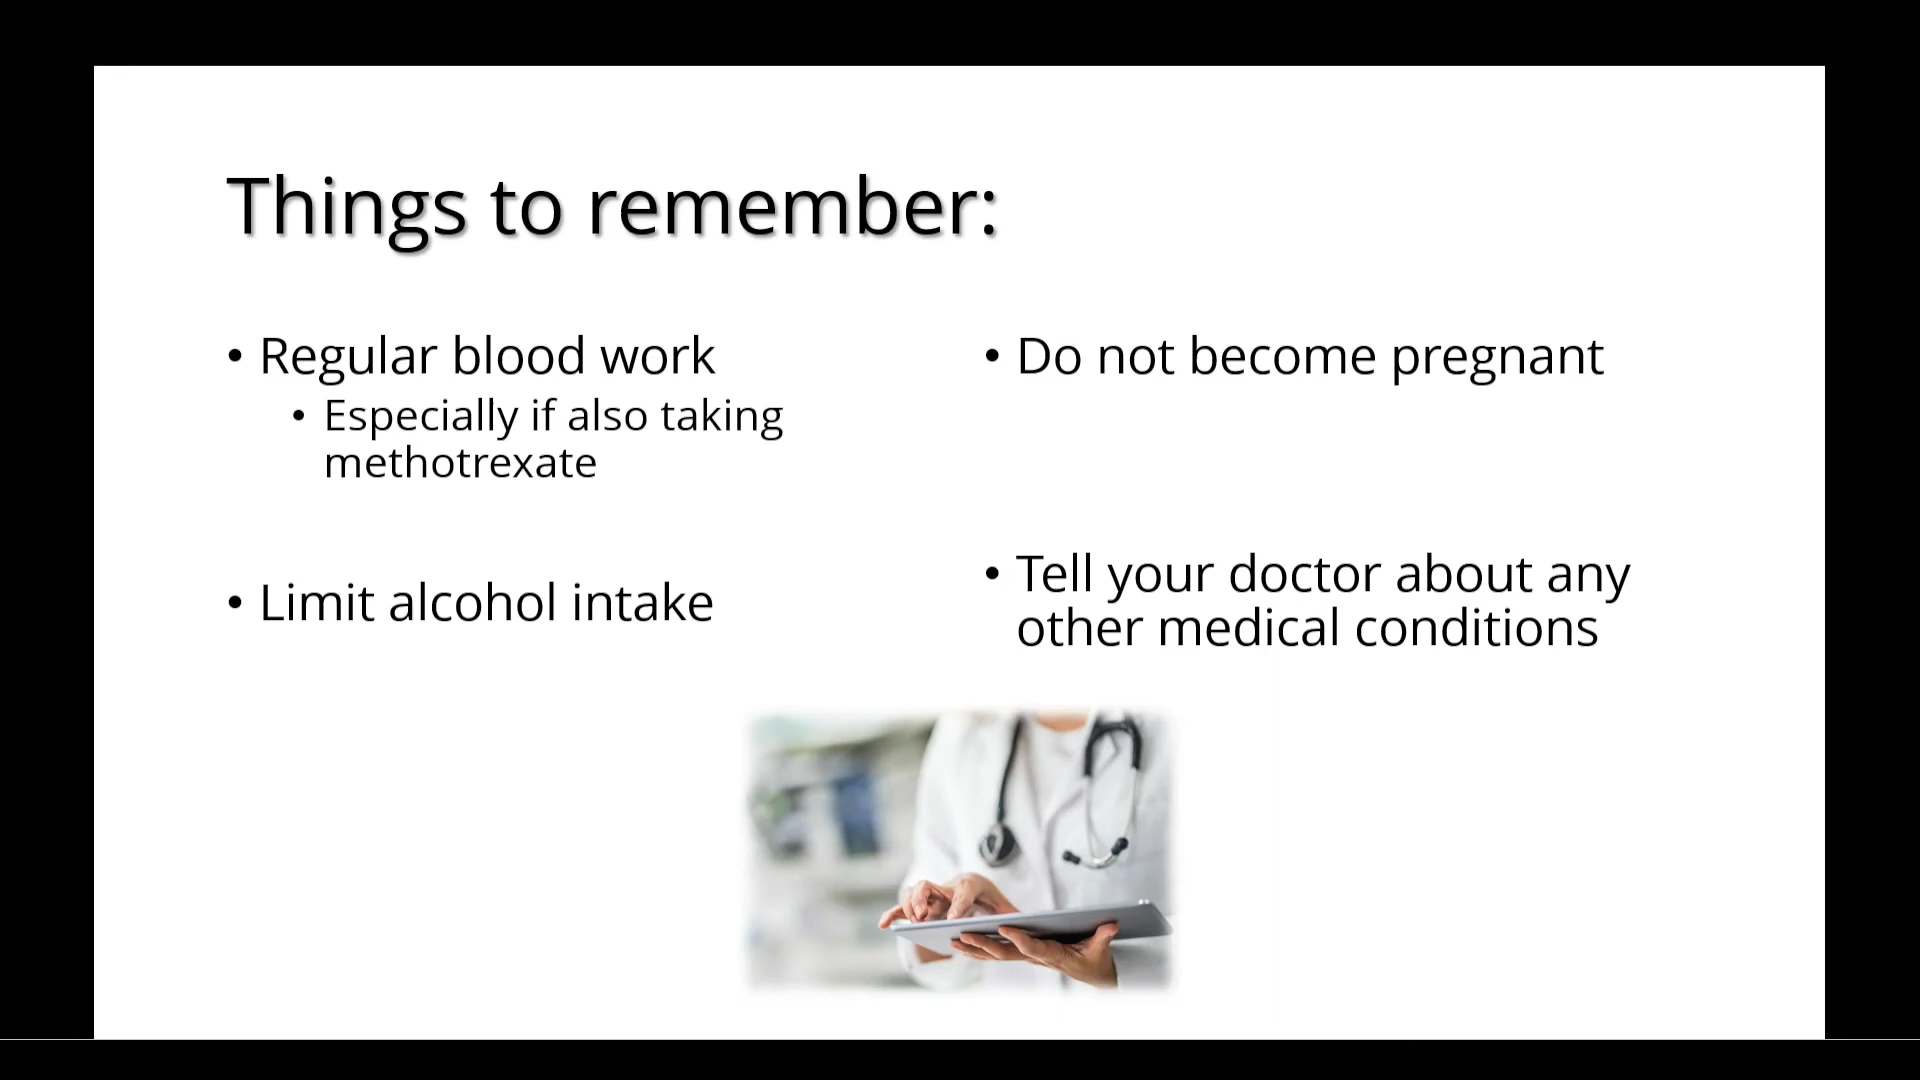 Things to remember:
• Regular blood work
• Especially if also taking
methotrexate
• Limit alcohol intake
• Do not become pregnant
• Tell your doctor about any
other medical conditions